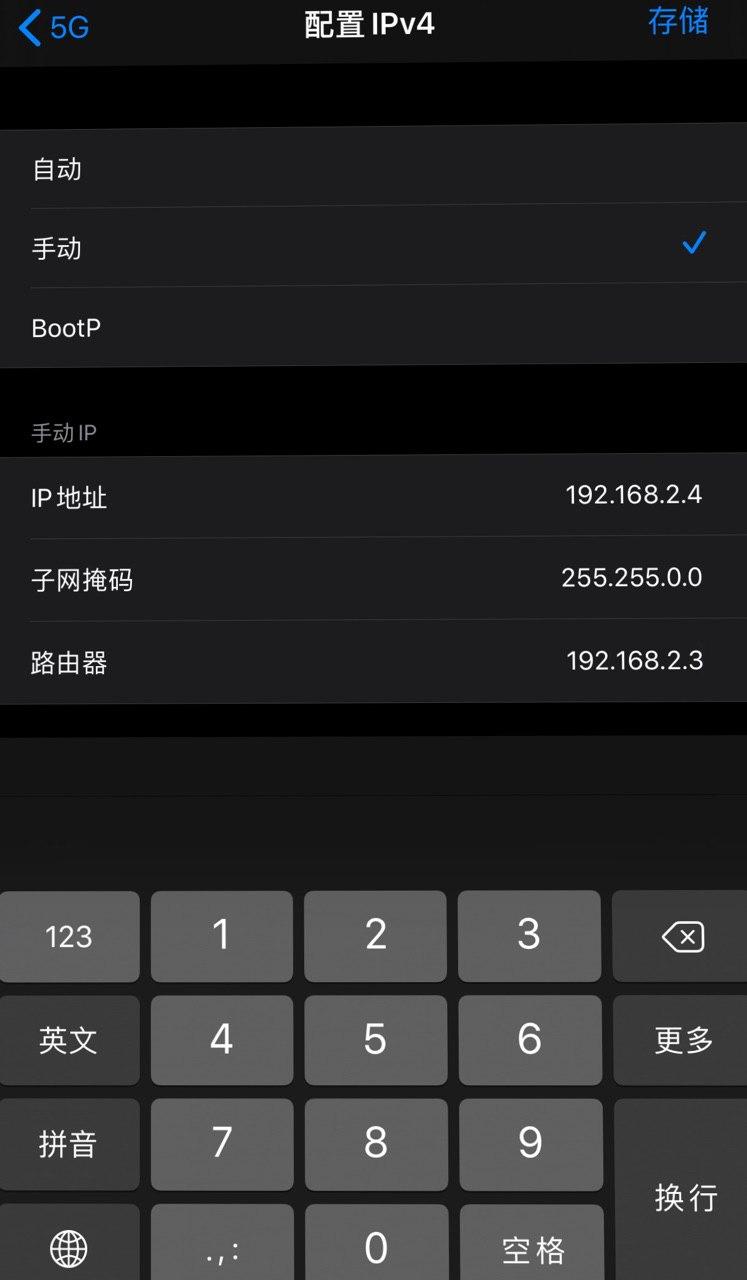 5G 配置 IPv4 存储
自动
手动
BootP
手动 IP
IP 地址 192.168.2.4
子网掩码 255.255.0.0
路由器 192.168.2.3
123 1 2 3
英文 4 5 6 更多
拼音 7 8 9
换行
.,: 0 空格